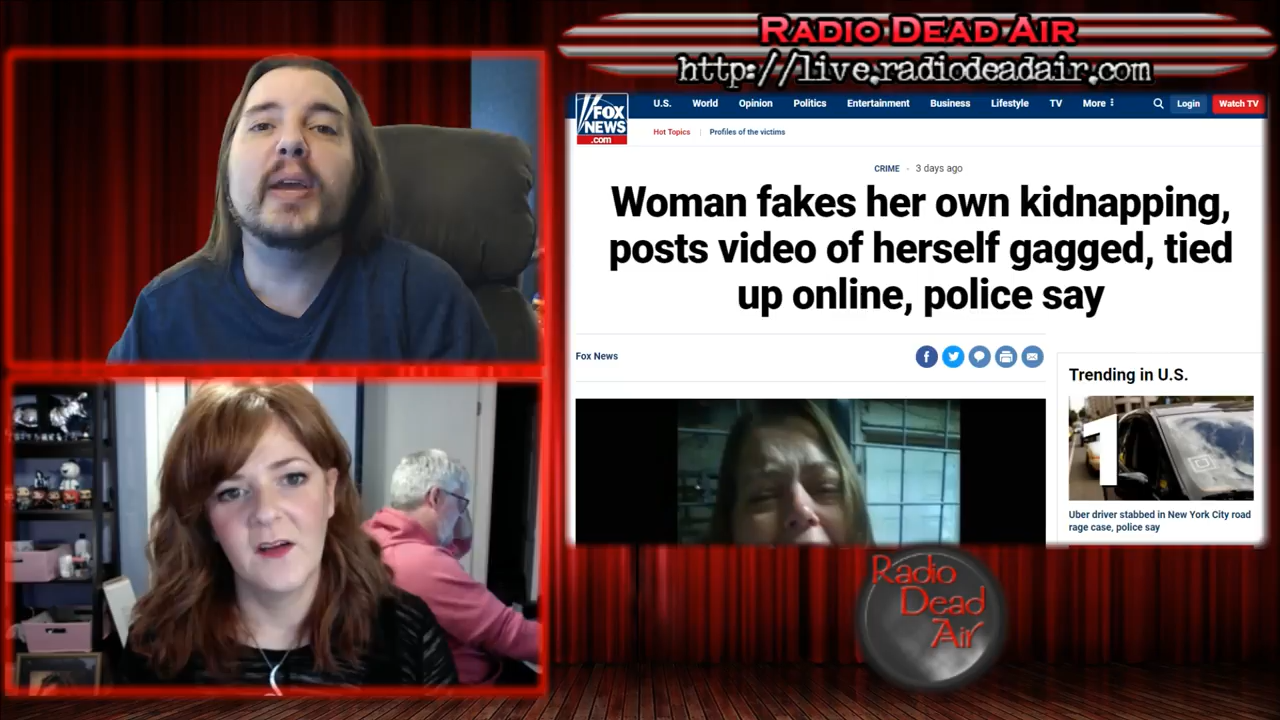 RADIO DEAD AIR
http://live.radiodeadair.com
FOX
NEWS
.com
U.S. World Opinion Politics Entertainment Business Lifestyle TV More Login Watch TV
Hot Topics Profiles of the victims
CRIME · 3 days ago
Woman fakes her own kidnapping,
posts video of herself gagged, tied
up online, police say
Fox News
Trending in U.S.
1
Uber driver stabbed in New York City road
rage case, police say
Radio
Dead
Air